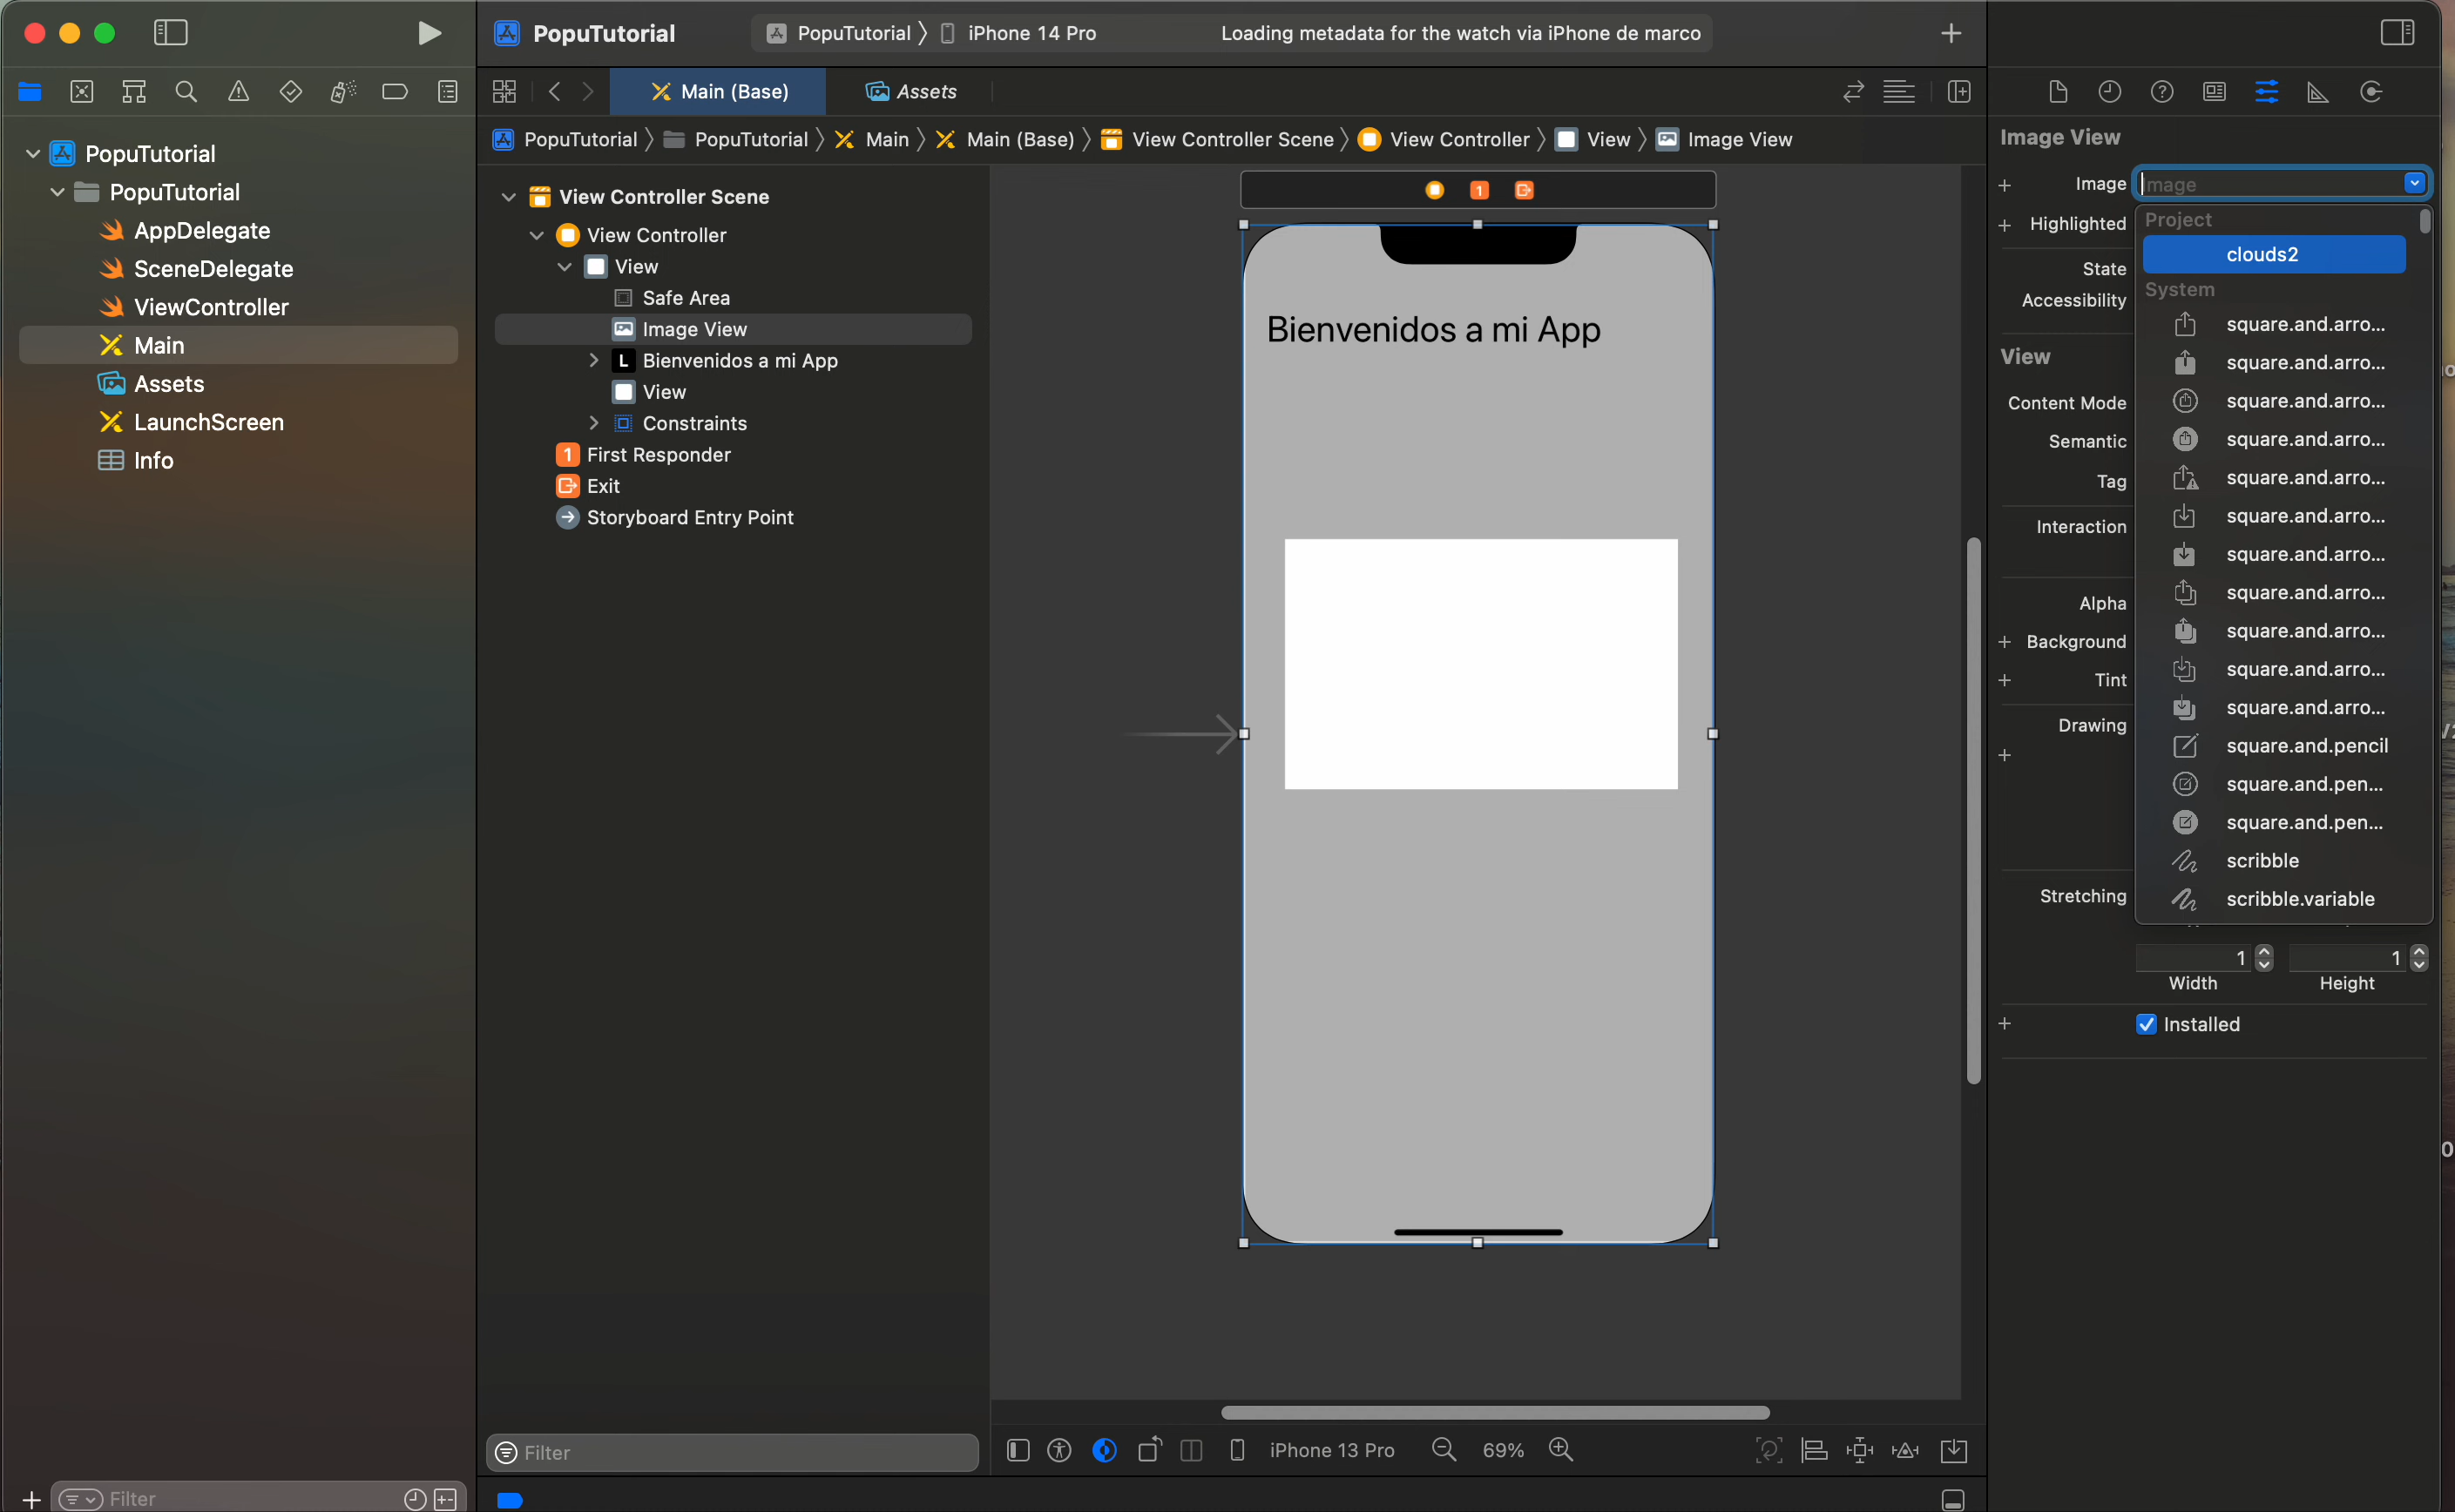 PopuTutorial
PopuTutorial
iPhone 14 Pro
Loading metadata for the watch via iPhone de marco
Main (Base)
Assets
PopuTutorial
PopuTutorial
Main
Main (Base)
View Controller Scene
View Controller
View
Image View
PopuTutorial
PopuTutorial
AppDelegate
SceneDelegate
ViewController
Main
Assets
LaunchScreen
Info
Filter
View Controller Scene
View Controller
View
Safe Area
Image View
L Bienvenidos a mi App
View
Constraints
1 First Responder
Exit
Storyboard Entry Point
Filter
1
Bienvenidos a mi App
iPhone 13 Pro
69%
Image View
Image
Image
Highlighted
State
Accessibility
View
Content Mode
Semantic
Tag
Interaction
Alpha
Background
Tint
Drawing
Stretching
Project
clouds2
System
square.and.arro...
square.and.arro...
square.and.arro...
square.and.arro...
square.and.arro...
square.and.arro...
square.and.arro...
square.and.arro...
square.and.arro...
square.and.arro...
square.and.arro...
square.and.pencil
square.and.pen...
square.and.pen...
scribble
scribble.variable
1 1
Width Height
Installed